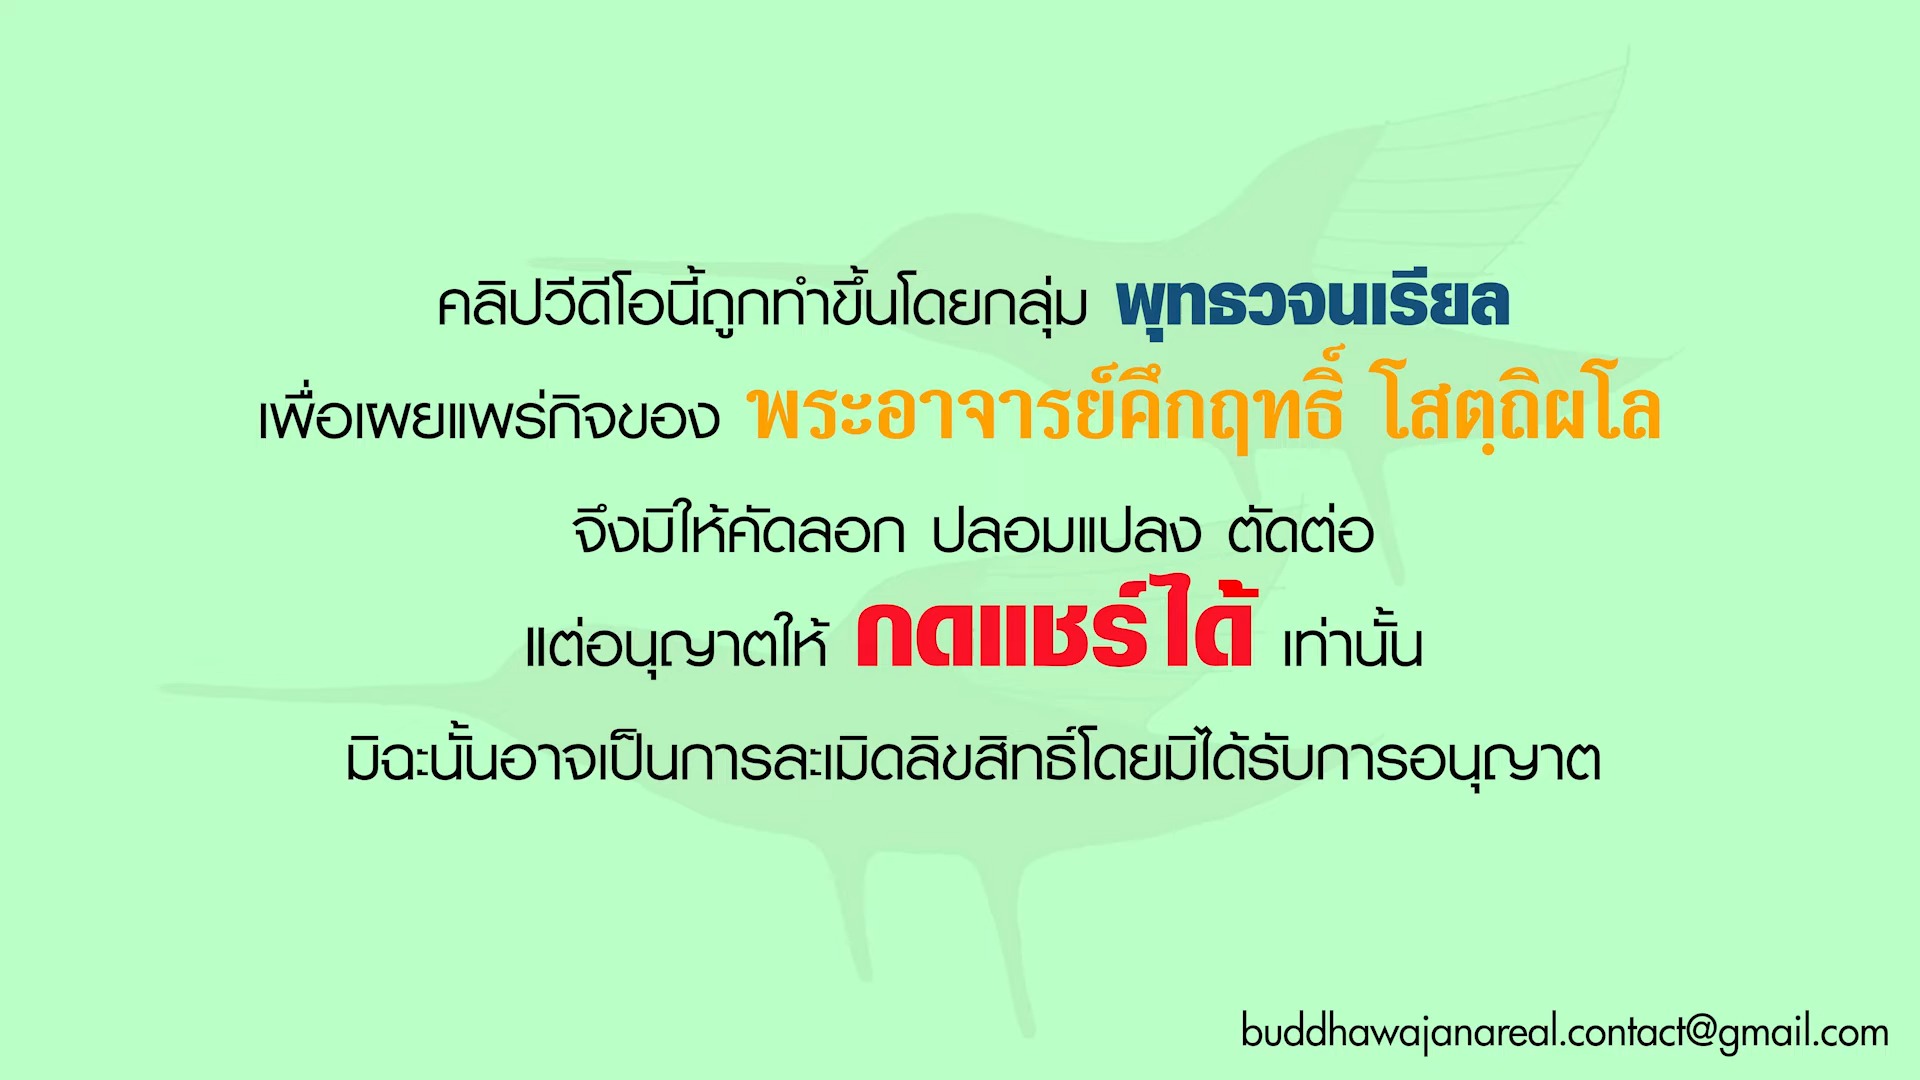 คลิปวีดีโอนี้ถูกทำขึ้นโดยกลุ่ม พุทธวจนเรียล
เพื่อเผยแพร่กิจของ พระอาจารย์คึกฤทธิ์ โสตฺถิผโล
จึงมิให้คัดลอก ปลอมแปลง ตัดต่อ
แต่อนุญาตให้ กดแชร์ได้ เท่านั้น
มิฉะนั้นอาจเป็นการละเมิดลิขสิทธิ์โดยมิได้รับการอนุญาต
buddhawajanareal.contact@gmail.com